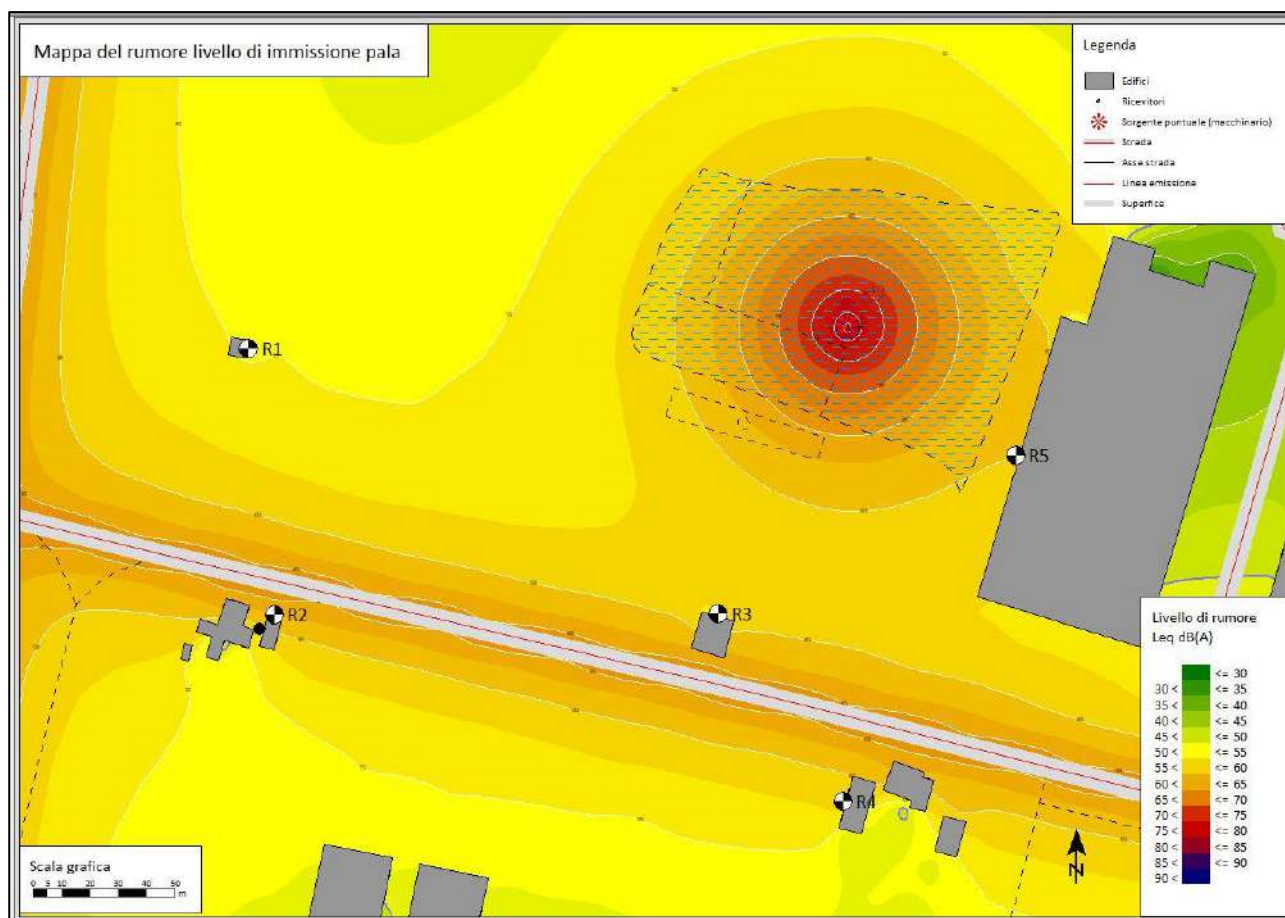 Mappa del rumore livello di immissione pala
Legenda
Edifici
Ricevitori
Sorgente puntuale (macchinario)
Strada
Asse strada
Linea emissione
Superfice
R1
R5
R2
R3
R4
Livello di rumore
Leq dB(A)
<= 30
30 < <= 35
35 < <= 40
40 < <= 45
45 < <= 50
50 < <= 55
55 < <= 60
60 < <= 65
65 < <= 70
70 < <= 75
75 < <= 80
80 < <= 85
85 < <= 90
90 <
Scala grafica
0 5 10 20 30 40 50
m
N